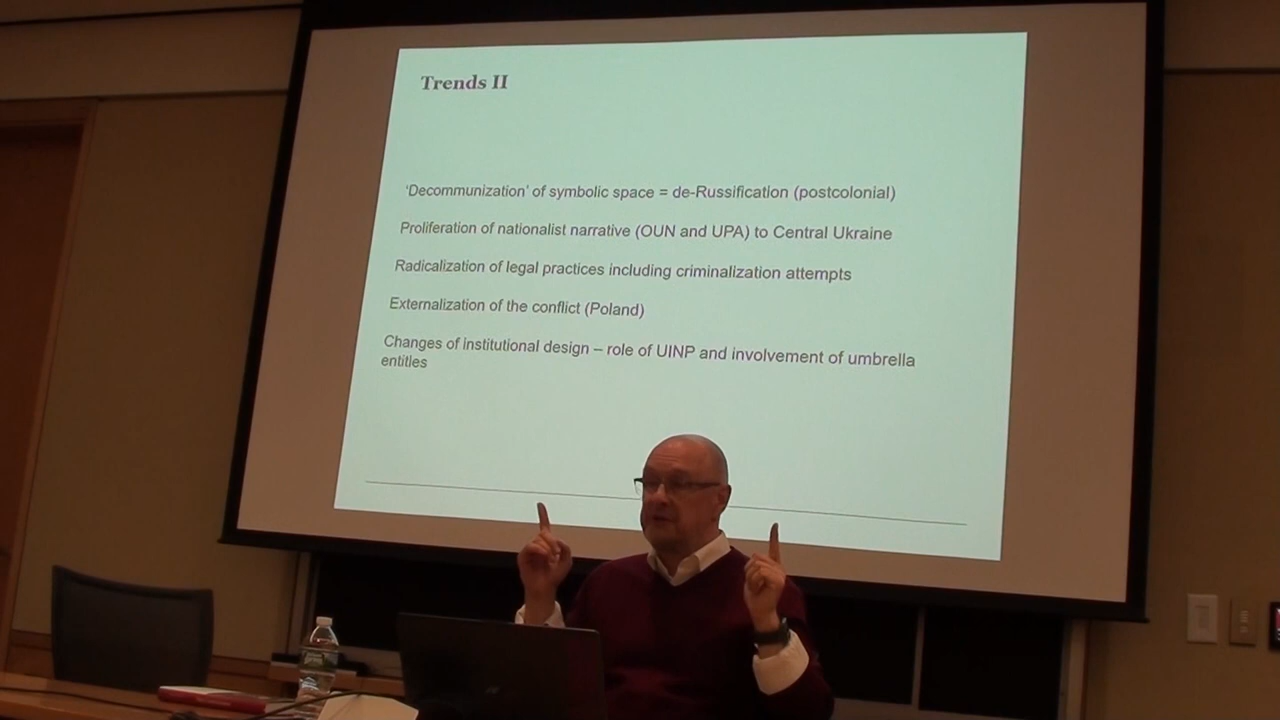 Trends II
'Decommunization' of symbolic space = de-Russification (postcolonial)
Proliferation of nationalist narrative (OUN and UPA) to Central Ukraine
Radicalization of legal practices including criminalization attempts
Externalization of the conflict (Poland)
Changes of institutional design – role of UINP and involvement of umbrella
entities